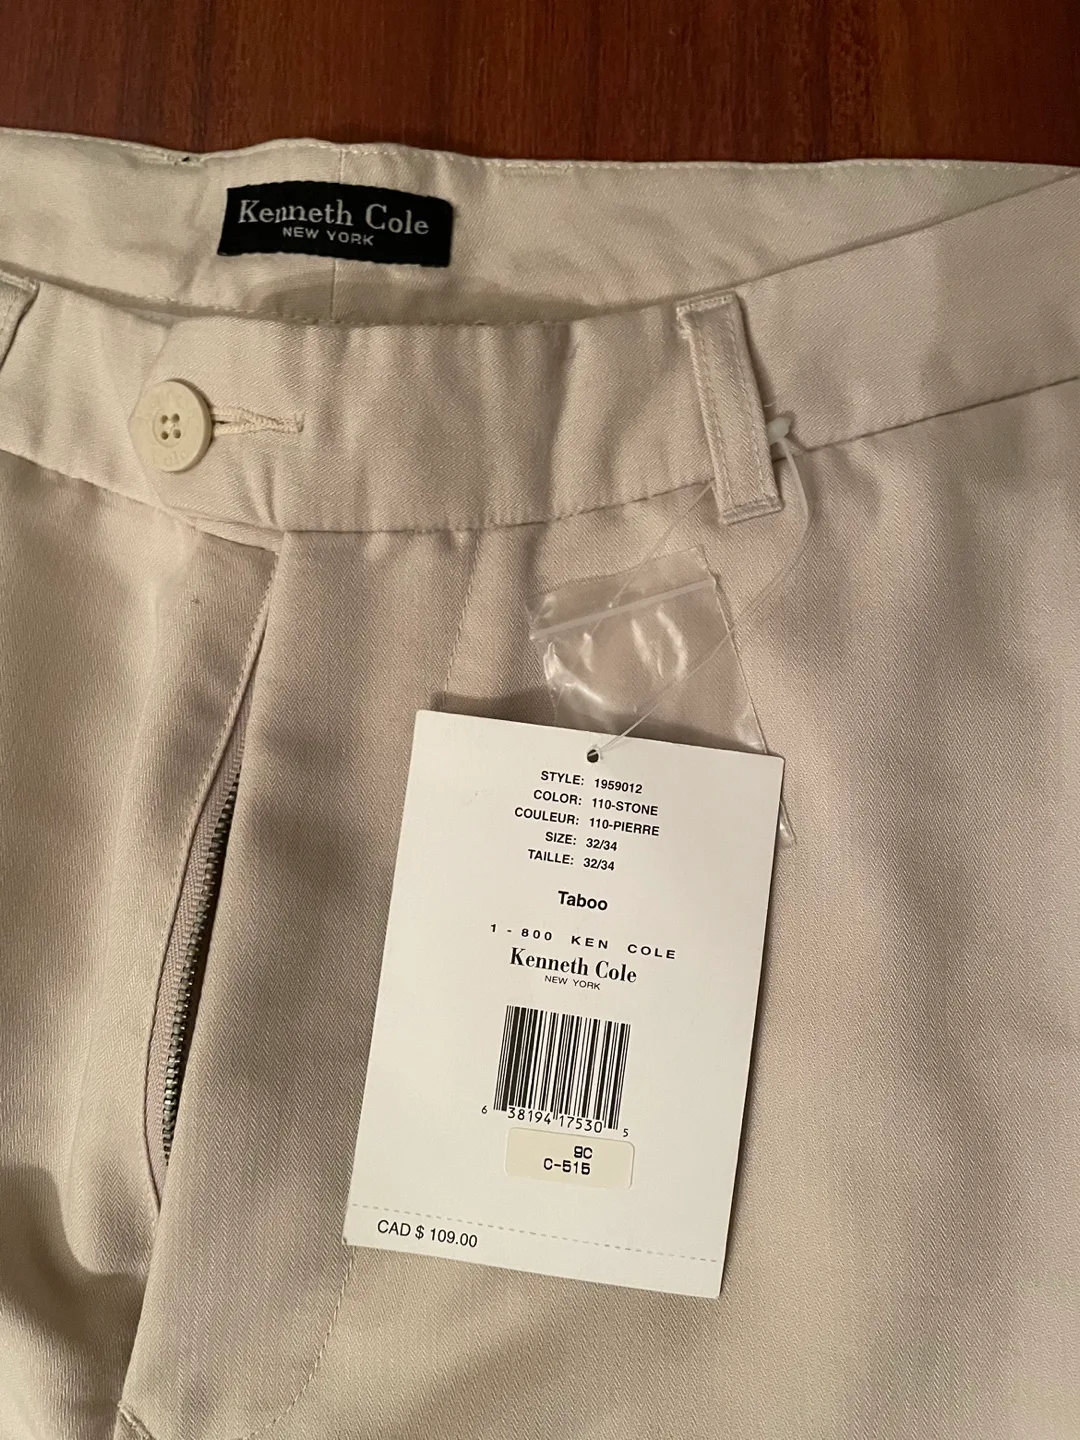 Kenneth Cole
NEW YORK
STYLE: 1959012
COLOR: 110-STONE
COULEUR: 110-PIERRE
SIZE: 32/34
TAILLE: 32/34
Taboo
1 - 800 KEN COLE
Kenneth Cole
NEW YORK
6 38194 17530 5
9C
C-515
CAD $ 109.00